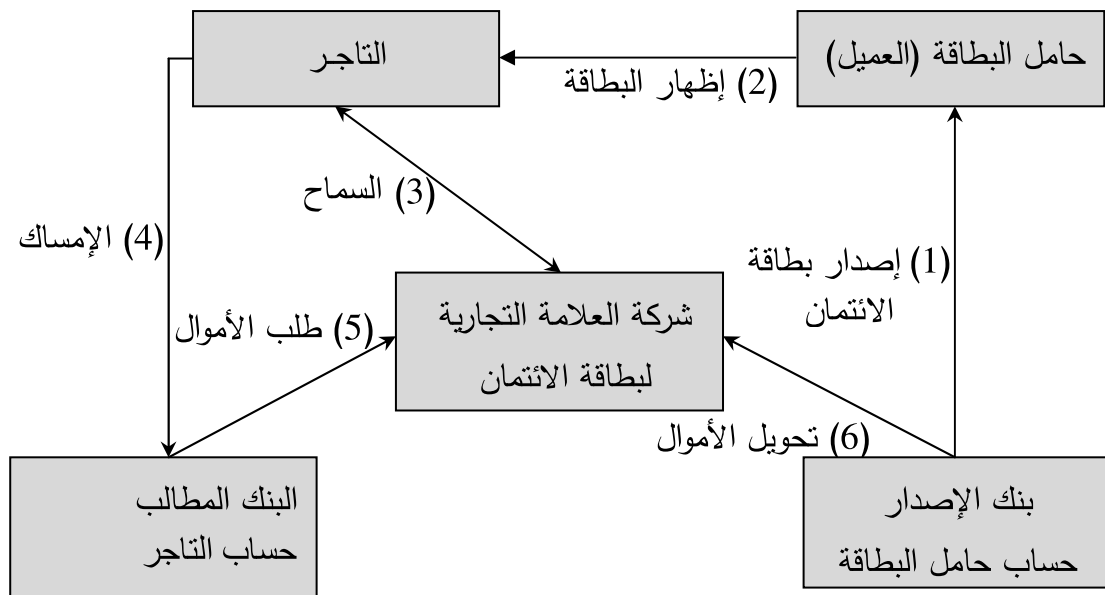 حامل البطاقة (العميل)
التاجر
(2) إظهار البطاقة
(3) السماح
(4) الإمساك
(1) إصدار بطاقة
الائتمان
شركة العلامة التجارية
لبطاقة الائتمان
(5) طلب الأموال
(6) تحويل الأموال
بنك الإصدار
حساب حامل البطاقة
البنك المطالب
حساب التاجر